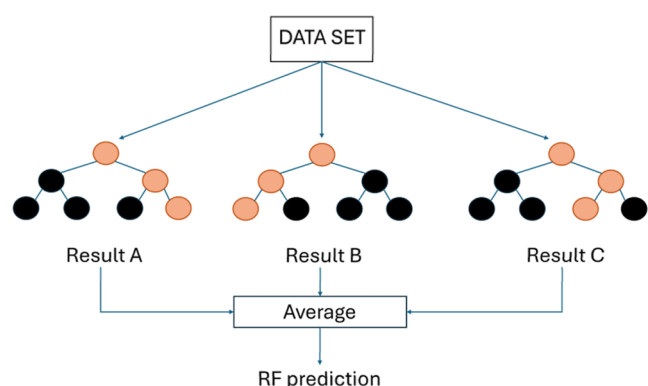 DATA SET
Result A
Result B
Result C
Average
RF prediction